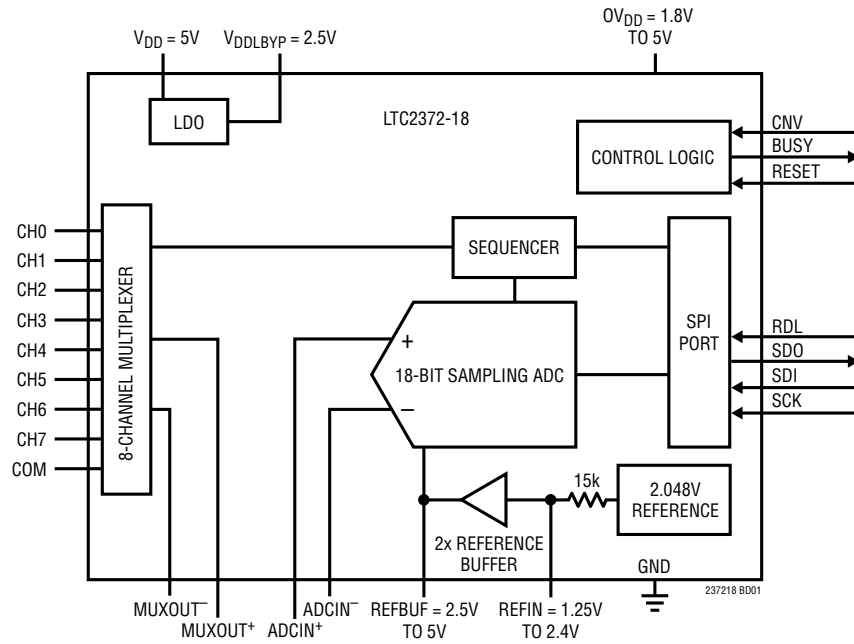 VDD = 5V
VDDLBYP = 2.5V
OVDD = 1.8V
TO 5V
LDO
LTC2372-18
CONTROL LOGIC
CNV
BUSY
RESET
CH0
CH1
CH2
CH3
CH4
CH5
CH6
CH7
COM
8-CHANNEL MULTIPLEXER
SEQUENCER
+
18-BIT SAMPLING ADC
–
SPI
PORT
RDL
SDO
SDI
SCK
15k
2.048V
REFERENCE
2x REFERENCE
BUFFER
GND
237218 BD01
MUXOUT–
MUXOUT+
ADCIN+
ADCIN–
REFBUF = 2.5V
TO 5V
REFIN = 1.25V
TO 2.4V